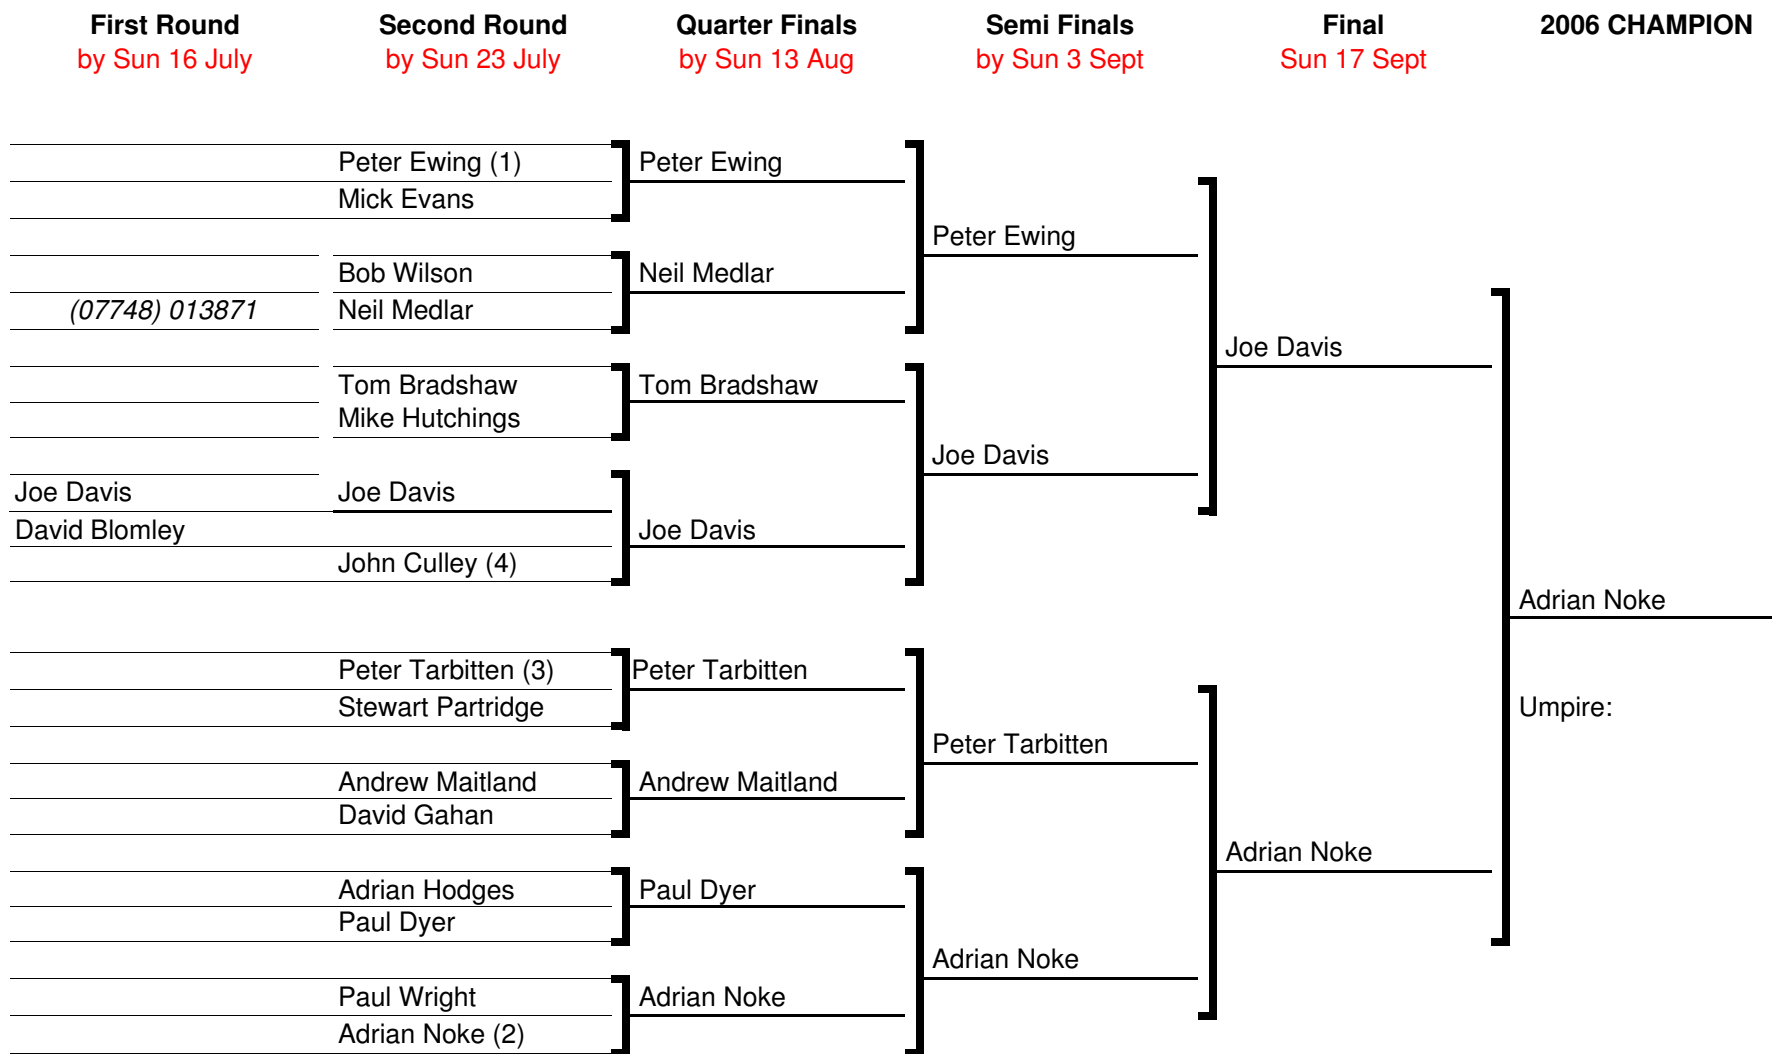 First Round Second Round Quarter Finals Semi Finals Final 2006 CHAMPION
by Sun 16 July by Sun 23 July by Sun 13 Aug by Sun 3 Sept Sun 17 Sept
Peter Ewing (1) Peter Ewing
Mick Evans
Peter Ewing
Bob Wilson Neil Medlar
(07748) 013871 Neil Medlar
Joe Davis
Tom Bradshaw Tom Bradshaw
Mike Hutchings
Joe Davis
Joe Davis Joe Davis
David Blomley Joe Davis
John Culley (4)
Adrian Noke
Peter Tarbitten (3) Peter Tarbitten
Stewart Partridge Umpire:
Peter Tarbitten
Andrew Maitland Andrew Maitland
David Gahan
Adrian Noke
Adrian Hodges Paul Dyer
Paul Dyer
Adrian Noke
Paul Wright Adrian Noke
Adrian Noke (2)